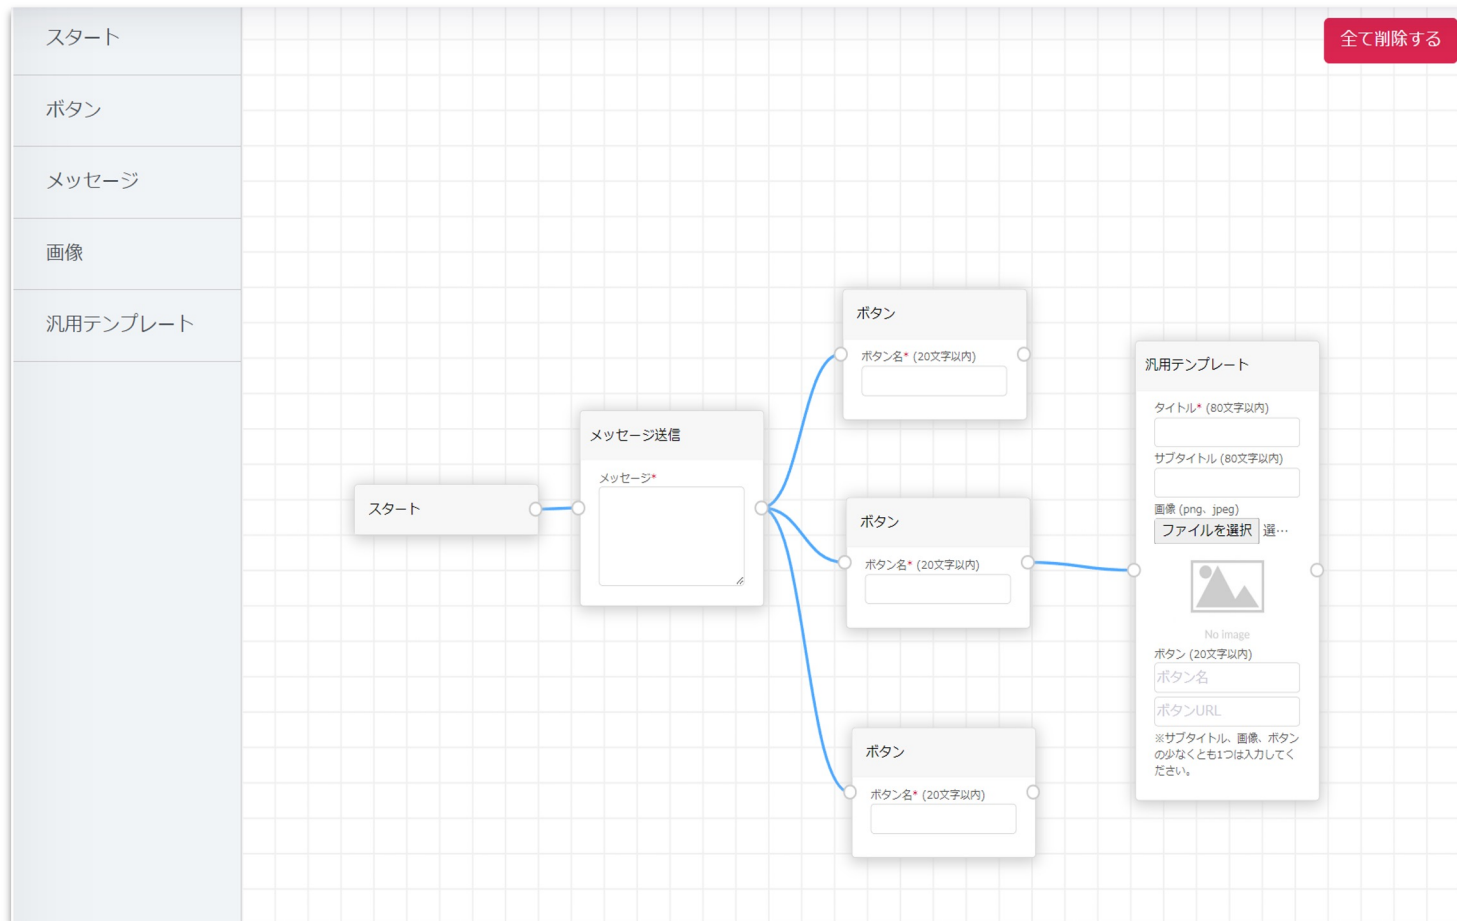 スタート
ボタン
メッセージ
画像
汎用テンプレート
全て削除する
スタート
メッセージ送信
メッセージ*
ボタン
ボタン名* (20文字以内)
ボタン
ボタン名* (20文字以内)
ボタン
ボタン名* (20文字以内)
汎用テンプレート
タイトル* (80文字以内)
サブタイトル (80文字以内)
画像 (png、jpeg)
ファイルを選択 選…
No image
ボタン (20文字以内)
ボタン名
ボタンURL
※サブタイトル、画像、ボタン
の少なくとも1つは入力してく
ださい。